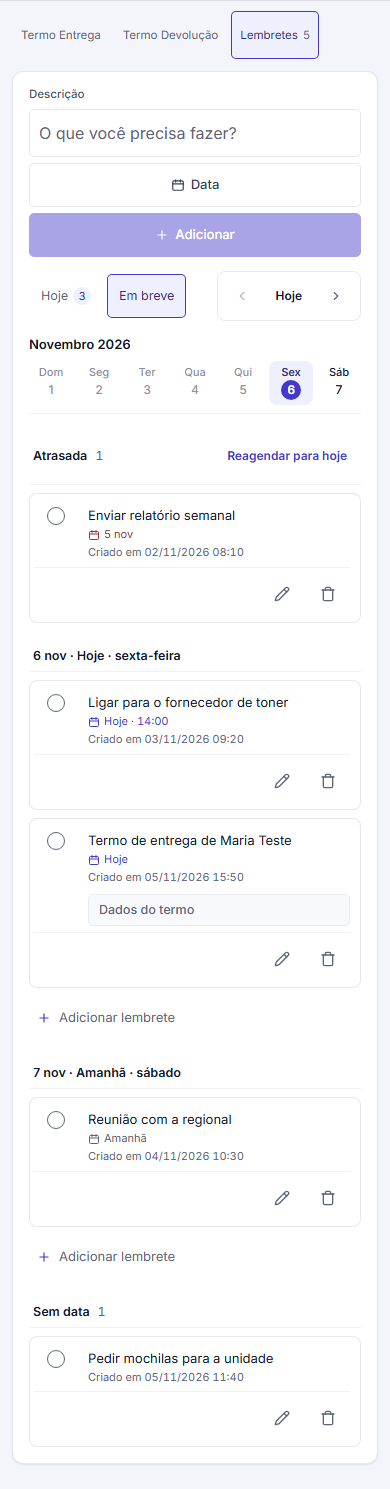 Termo Entrega Termo Devolução Lembretes 5
Descrição
O que você precisa fazer?
Data
+ Adicionar
Hoje 3 Em breve ‹ Hoje ›
Novembro 2026
Dom Seg Ter Qua Qui Sex Sáb
1 2 3 4 5 6 7
Atrasada 1 Reagendar para hoje
Enviar relatório semanal
5 nov
Criado em 02/11/2026 08:10
6 nov · Hoje · sexta-feira
Ligar para o fornecedor de toner
Hoje · 14:00
Criado em 03/11/2026 09:20
Termo de entrega de Maria Teste
Hoje
Criado em 05/11/2026 15:50
Dados do termo
+ Adicionar lembrete
7 nov · Amanhã · sábado
Reunião com a regional
Amanhã
Criado em 04/11/2026 10:30
+ Adicionar lembrete
Sem data 1
Pedir mochilas para a unidade
Criado em 05/11/2026 11:40